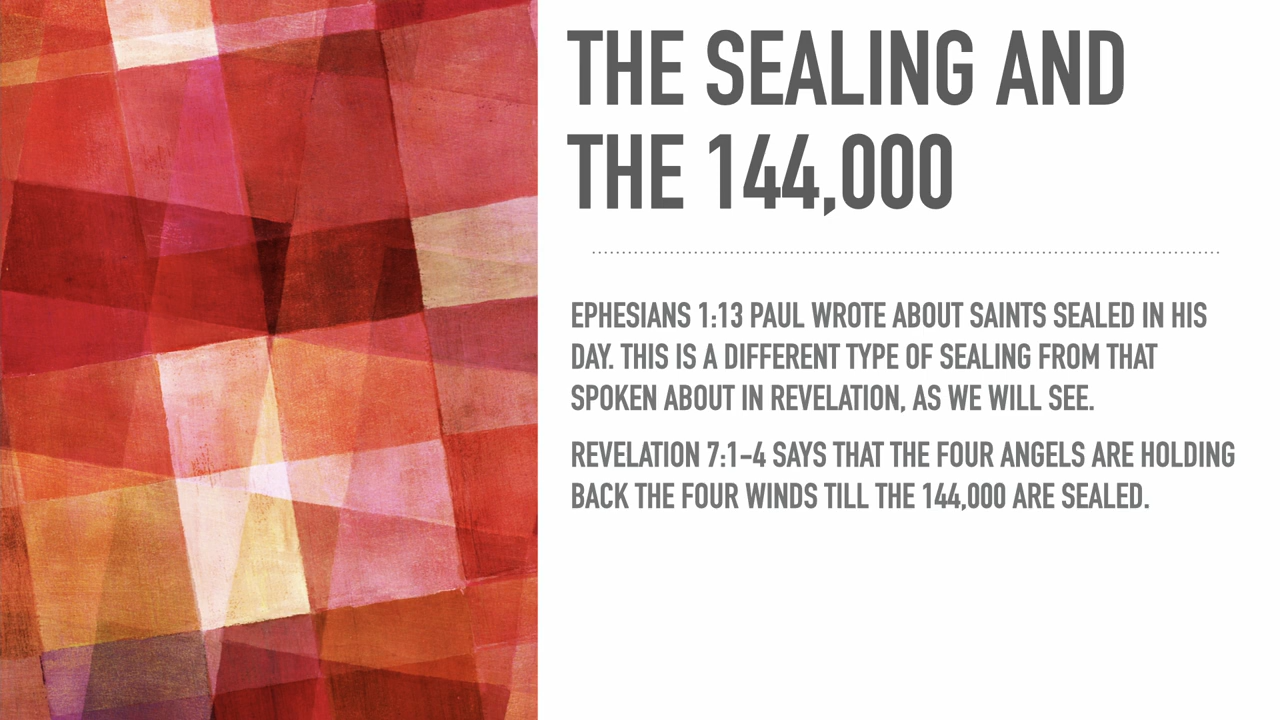 THE SEALING AND
THE 144,000
EPHESIANS 1:13 PAUL WROTE ABOUT SAINTS SEALED IN HIS
DAY. THIS IS A DIFFERENT TYPE OF SEALING FROM THAT
SPOKEN ABOUT IN REVELATION, AS WE WILL SEE.
REVELATION 7:1-4 SAYS THAT THE FOUR ANGELS ARE HOLDING
BACK THE FOUR WINDS TILL THE 144,000 ARE SEALED.